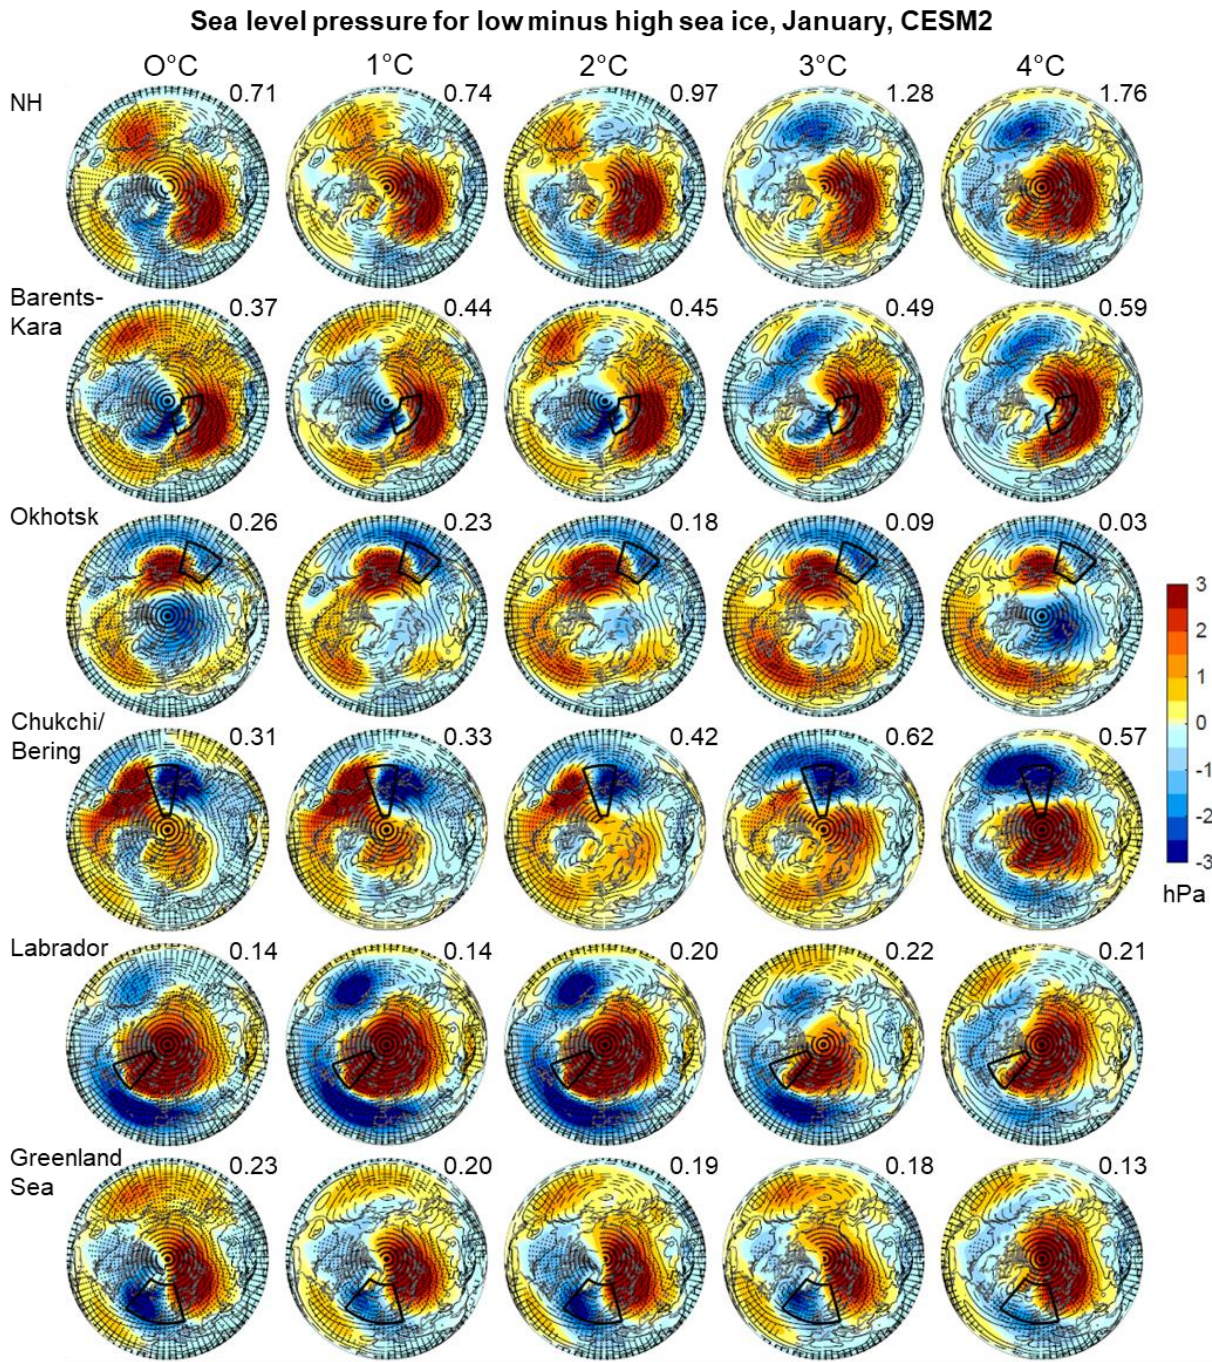 Sea level pressure for low minus high sea ice, January, CESM2
O°C 1°C 2°C 3°C 4°C
NH 0.71 0.74 0.97 1.28 1.76
Barents-
Kara 0.37 0.44 0.45 0.49 0.59
Okhotsk 0.26 0.23 0.18 0.09 0.03
3
2
1
0
-1
-2
-3
hPa
Chukchi/
Bering 0.31 0.33 0.42 0.62 0.57
Labrador 0.14 0.14 0.20 0.22 0.21
Greenland
Sea 0.23 0.20 0.19 0.18 0.13